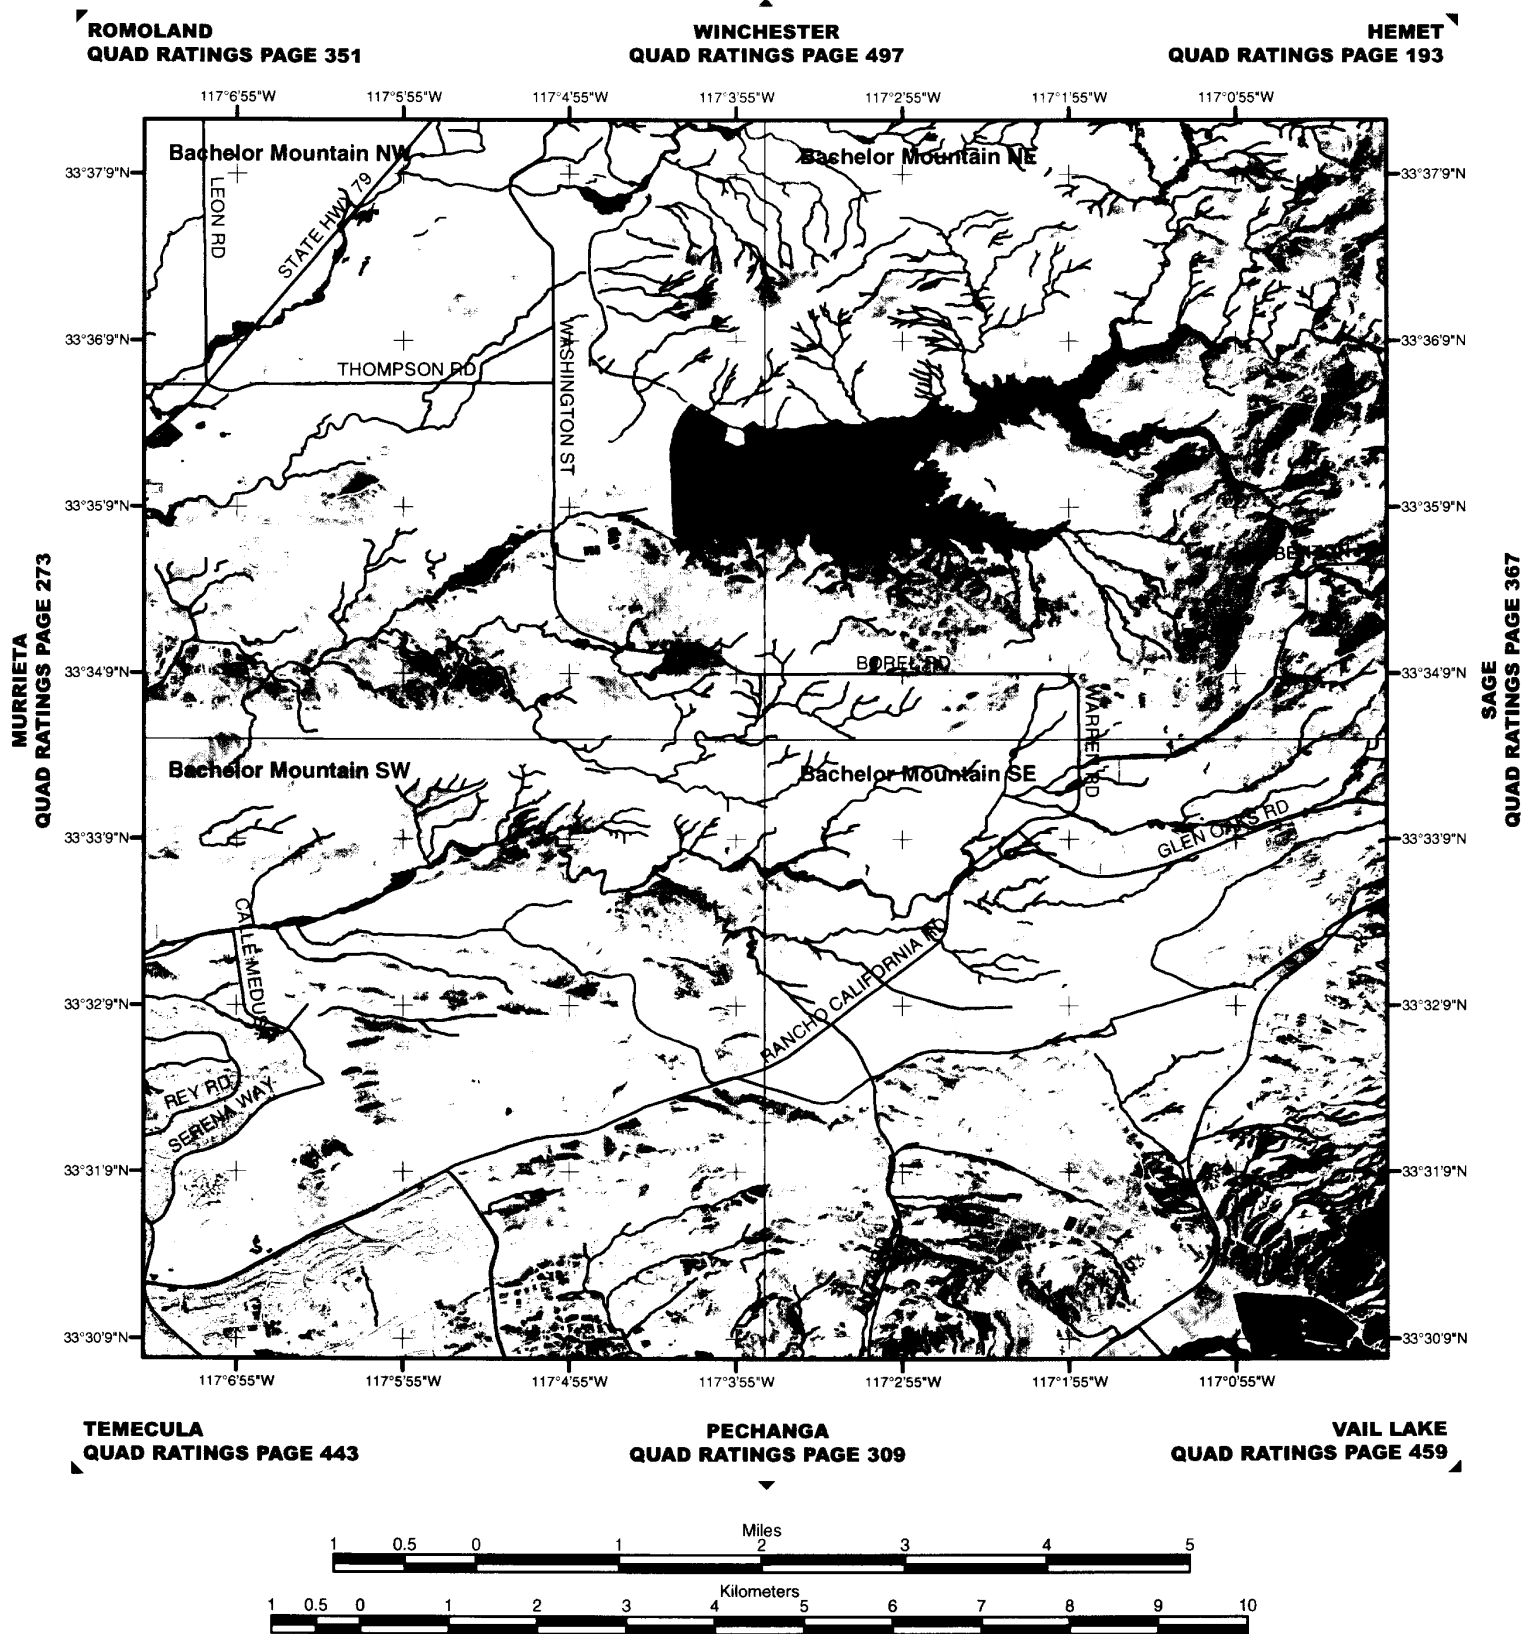 ROMOLAND
QUAD RATINGS PAGE 351
WINCHESTER
QUAD RATINGS PAGE 497
HEMET
QUAD RATINGS PAGE 193
117°6'55"W 117°5'55"W 117°4'55"W 117°3'55"W 117°2'55"W 117°1'55"W 117°0'55"W
Bachelor Mountain NW
Bachelor Mountain NE
33°37'9"N
33°37'9"N
LEON RD
STATE HWY 79
33°36'9"N
33°36'9"N
THOMPSON RD
WASHINGTON ST
33°35'9"N
33°35'9"N
MURRIETA
QUAD RATINGS PAGE 273
SAGE
QUAD RATINGS PAGE 367
33°34'9"N
33°34'9"N
BOREL RD
WARREN RD
Bachelor Mountain SW
Bachelor Mountain SE
33°33'9"N
33°33'9"N
GLEN OAKS RD
CALLE MEDUSA
RANCHO CALIFORNIA RD
33°32'9"N
33°32'9"N
REY RD
SERENA WAY
33°31'9"N
33°31'9"N
33°30'9"N
33°30'9"N
117°6'55"W 117°5'55"W 117°4'55"W 117°3'55"W 117°2'55"W 117°1'55"W 117°0'55"W
TEMECULA
QUAD RATINGS PAGE 443
PECHANGA
QUAD RATINGS PAGE 309
VAIL LAKE
QUAD RATINGS PAGE 459
Miles
1 0.5 0 1 2 3 4 5
Kilometers
1 0.5 0 1 2 3 4 5 6 7 8 9 10